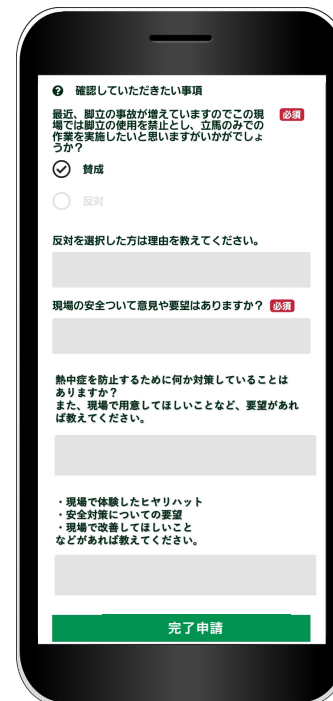 ? 確認していただきたい事項
最近、脚立の事故が増えていますのでこの現 必須
場では脚立の使用を禁止とし、立馬のみでの
作業を実施したいと思いますがいかがでしょ
うか？
賛成
反対
反対を選択した方は理由を教えてください。
現場の安全ついて意見や要望はありますか？ 必須
熱中症を防止するために何か対策していることは
ありますか？
また、現場で用意してほしいことなど、要望があれ
ば教えてください。
・現場で体験したヒヤリハット
・安全対策についての要望
・現場で改善してほしいこと
などがあれば教えてください。
完了申請